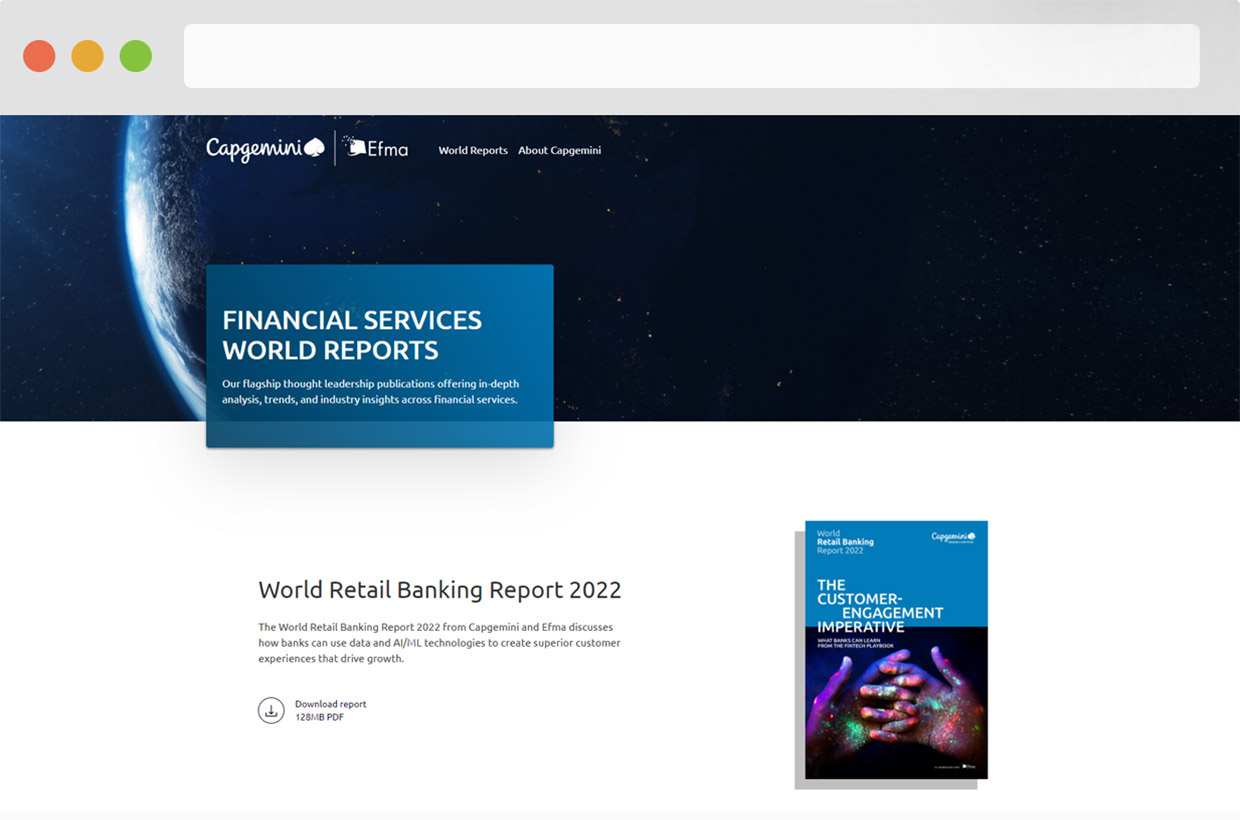 Capgemini
Efma
World Reports About Capgemini
FINANCIAL SERVICES
WORLD REPORTS
Our flagship thought leadership publications offering in-depth
analysis, trends, and industry insights across financial services.
World Retail Banking Report 2022
The World Retail Banking Report 2022 from Capgemini and Efma discusses
how banks can use data and AI/ML technologies to create superior customer
experiences that drive growth.
Download report
128MB PDF
World
Retail Banking
Report 2022
Capgemini
THE
CUSTOMER-
ENGAGEMENT
IMPERATIVE
WHAT BANKS CAN LEARN
FROM THE FINTECH PLAYBOOK
Efma